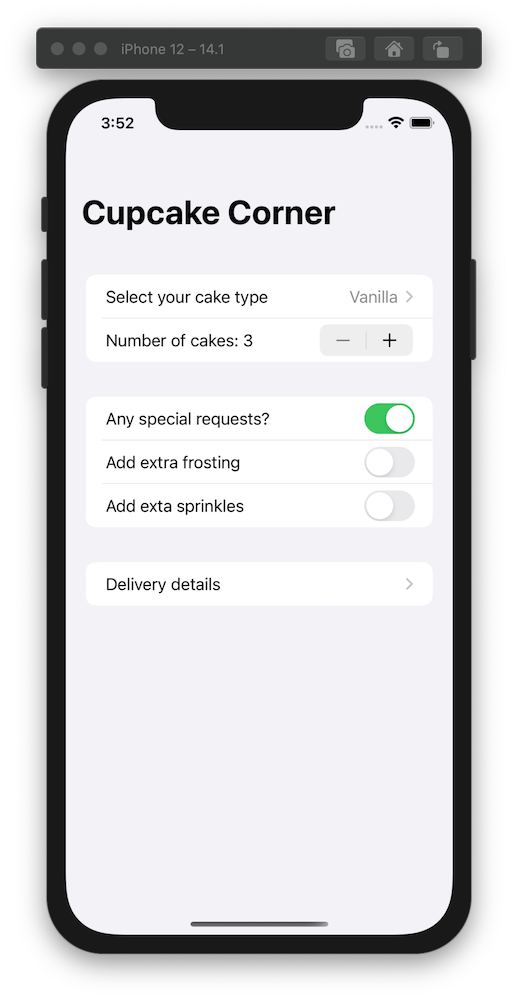 iPhone 12 – 14.1
3:52
Cupcake Corner
Select your cake type Vanilla
Number of cakes: 3
Any special requests?
Add extra frosting
Add exta sprinkles
Delivery details